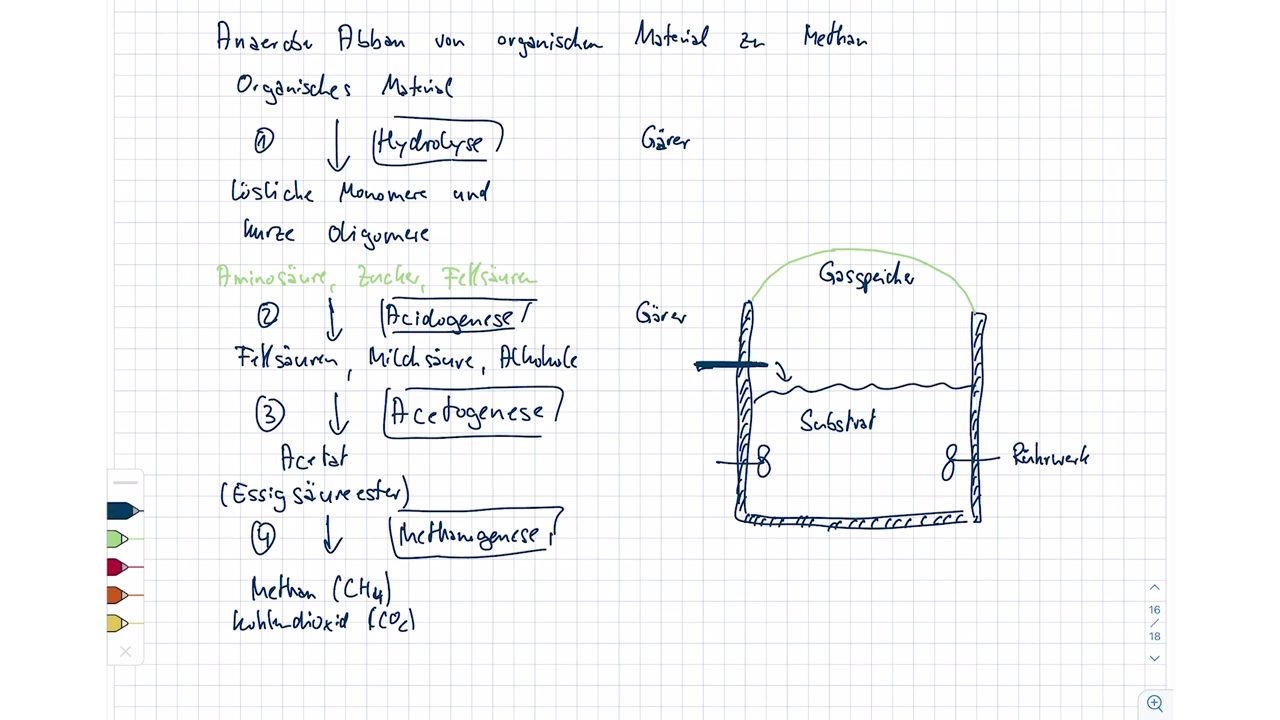 Anaerober Abbau von organischen Material zu Methan
Organisches Material
① Hydrolyse Gärer
lösliche Monomere und
kurze Oligomere
Aminosäure, Zucker, Fettsäuren
② Acidogenese Gärer
Fettsäuren, Milchsäure, Alkohole
③ Acetogenese
Acetat
(Essigsäureester)
④ Methanogenese
Methan (CH4)
Kohlendioxid (CO2)
Gasspeicher
Substrat
Rührwerk
16
/
18